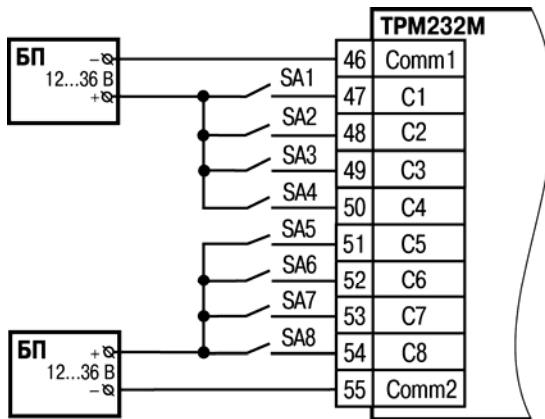 ТРМ232М
БП
12...36 В
–
+
46 Comm1
SA1
47 C1
SA2
48 C2
SA3
49 C3
SA4
50 C4
SA5
51 C5
SA6
52 C6
SA7
53 C7
SA8
54 C8
БП
12...36 В
+
–
55 Comm2